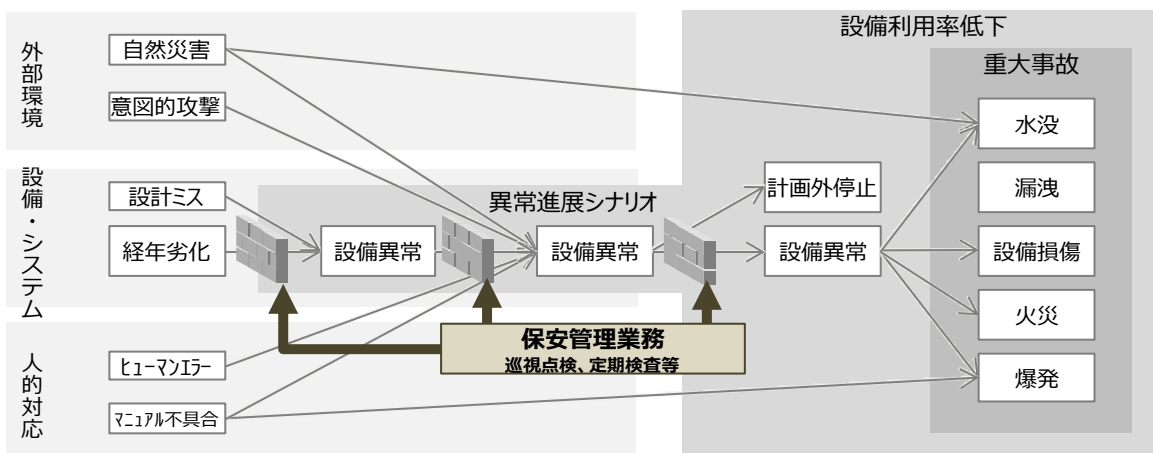 設備利用率低下
重大事故
外部環境
自然災害
意図的攻撃
水没
漏洩
設備損傷
火災
爆発
設備・システム
設計ミス
経年劣化
異常進展シナリオ
設備異常
設備異常
計画外停止
設備異常
保安管理業務
巡視点検、定期検査等
人的対応
ﾋｭｰﾏﾝｴﾗｰ
ﾏﾆｭｱﾙ不具合